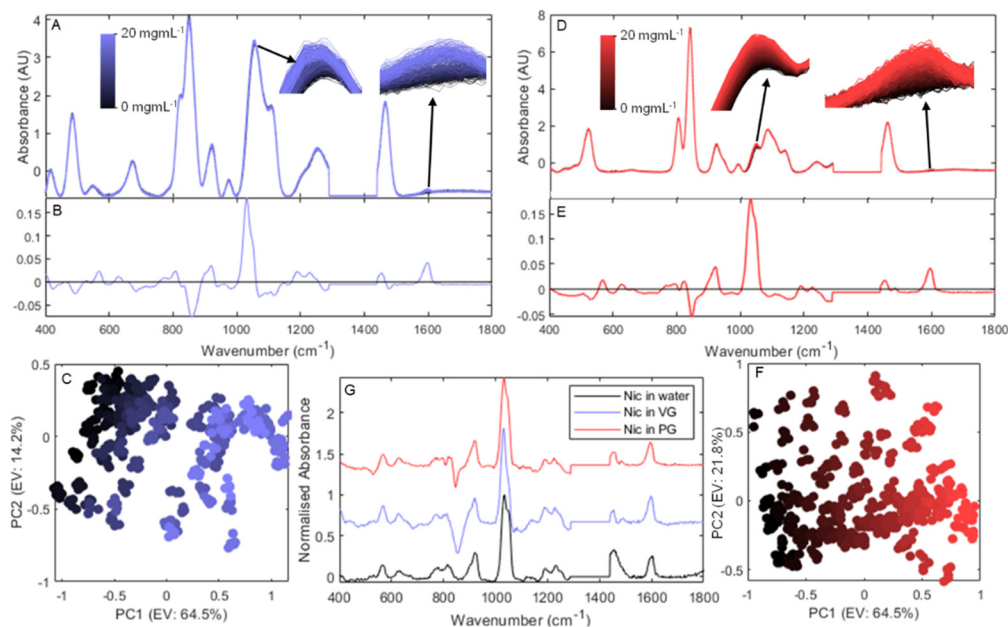 A
20 mgmL-1
0 mgmL-1
Absorbance (AU)
4
3
2
1
0
B
0.15
0.1
0.05
0
-0.05
400 600 800 1000 1200 1400 1600 1800
Wavenumber (cm-1)
D
20 mgmL-1
0 mgmL-1
Absorbance (AU)
8
6
4
2
0
E
0.15
0.1
0.05
0
-0.05
400 600 800 1000 1200 1400 1600 1800
Wavenumber (cm-1)
C
PC2 (EV: 14.2%)
0.5
0
-0.5
-1
-1 -0.5 0 0.5 1
PC1 (EV: 64.5%)
G
Nic in water
Nic in VG
Nic in PG
Normalised Absorbance
2
1.5
1
0.5
0
400 600 800 1000 1200 1400 1600 1800
Wavenumber (cm-1)
F
PC2 (EV: 21.8%)
1
0.5
0
-0.5
-1 -0.5 0 0.5 1
PC1 (EV: 64.5%)